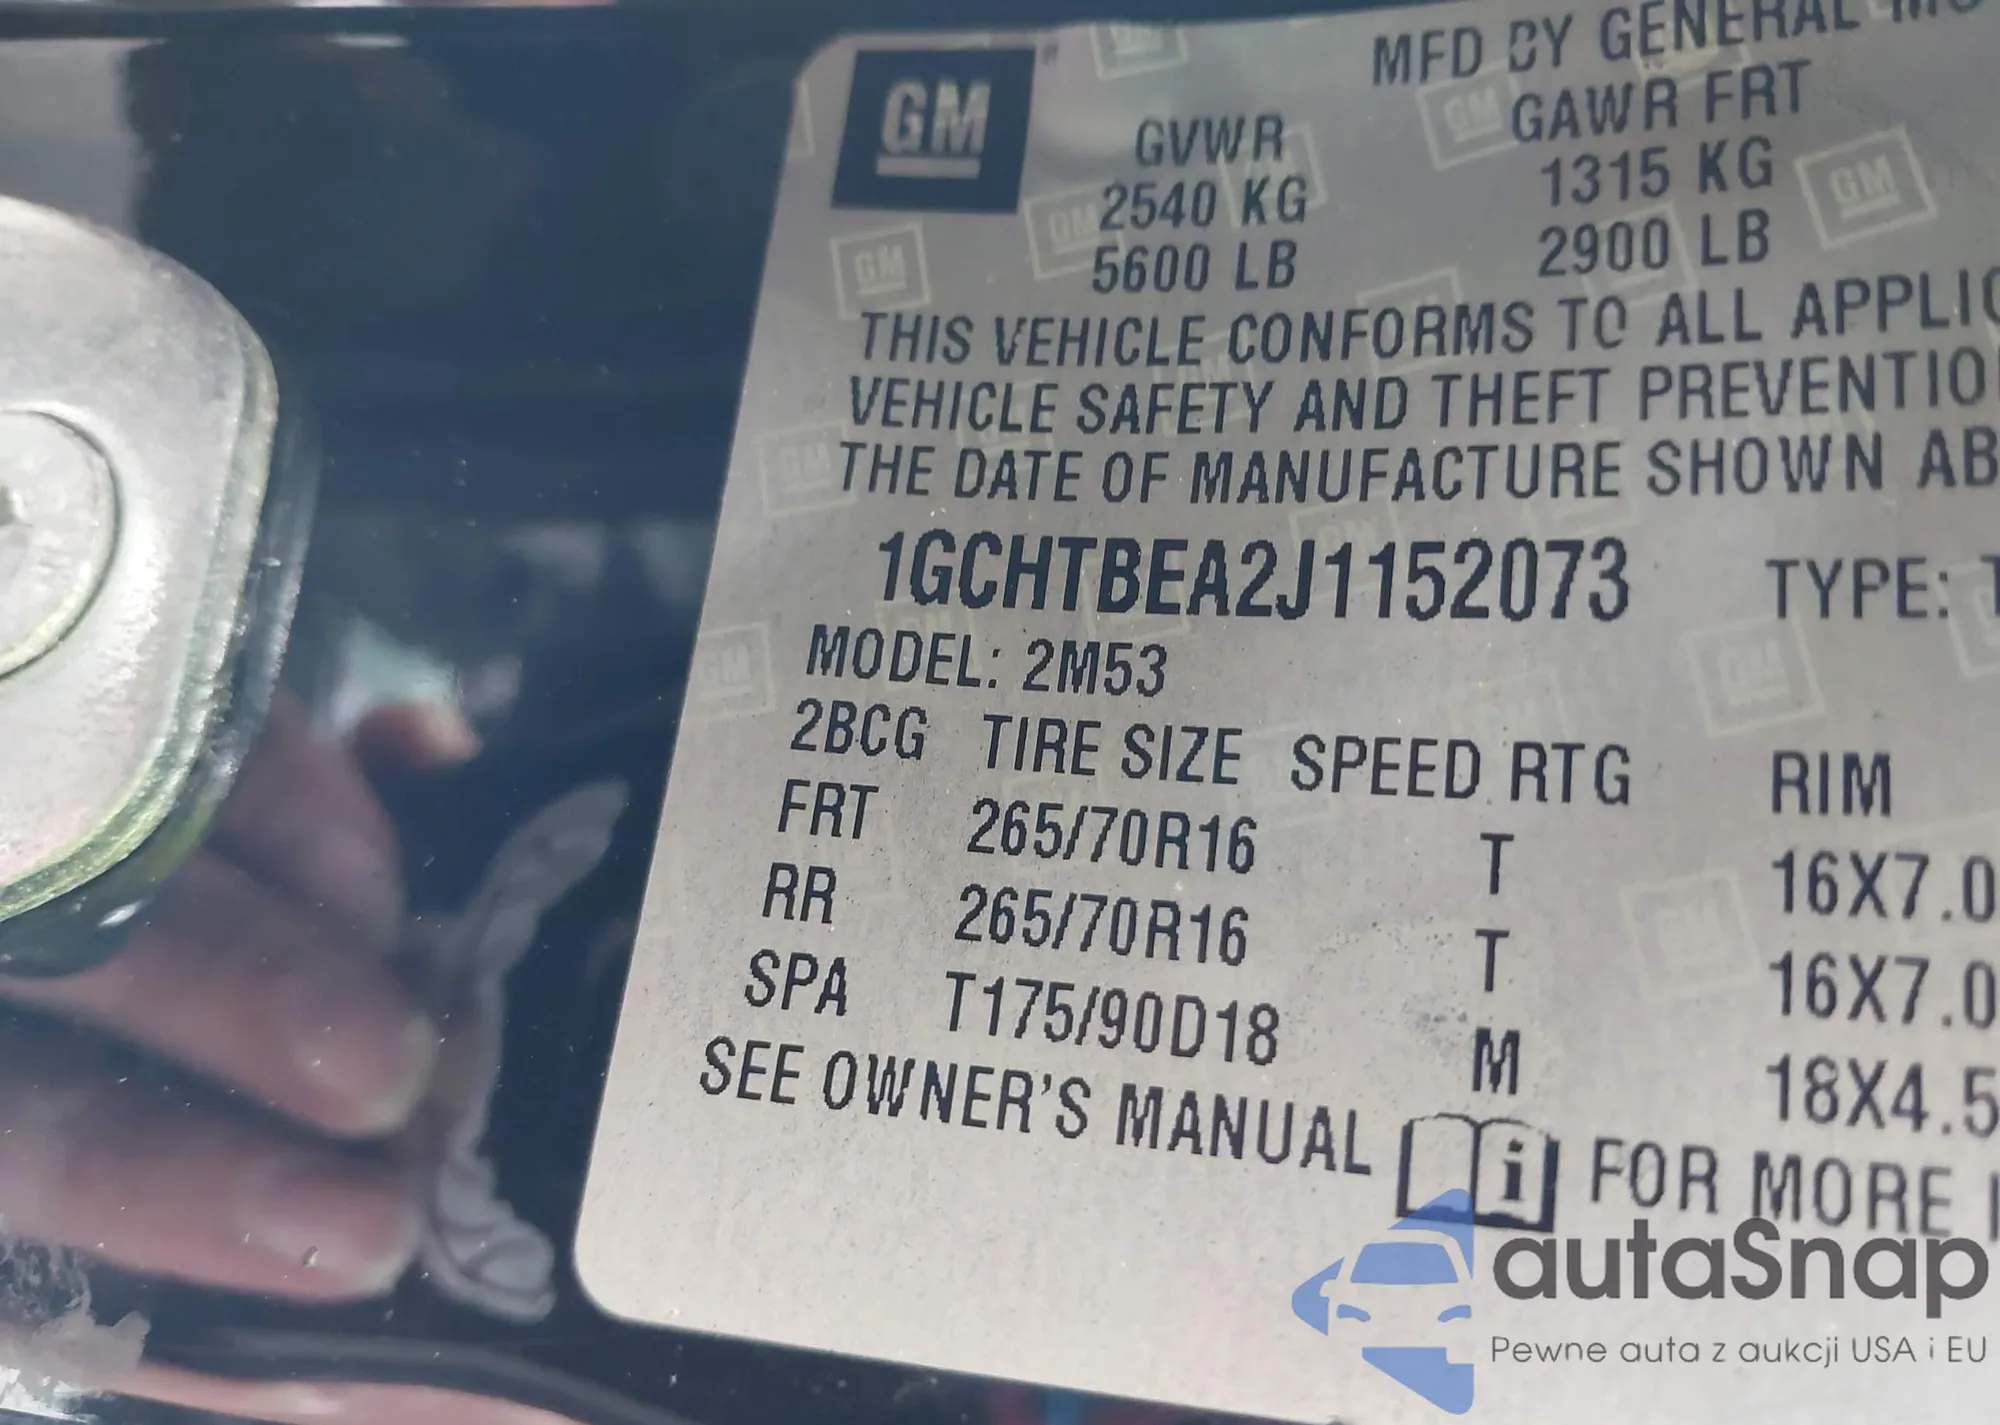 GM
MFD BY GENERAL
GVWR GAWR FRT
2540 KG 1315 KG
5600 LB 2900 LB
THIS VEHICLE CONFORMS TO ALL
VEHICLE SAFETY AND THEFT
THE DATE OF MANUFACTURE SHOWN
1GCHTBEA2J1152073 TYPE:
MODEL: 2M53
2BCG TIRE SIZE SPEED RTG RIM
FRT 265/70R16 T 16X7.0
RR 265/70R16 T 16X7.0
SPA T175/90D18 M 18X4.5
SEE OWNER'S MANUAL i FOR MORE
autaSnap
Pewne auta z aukcji USA i EU